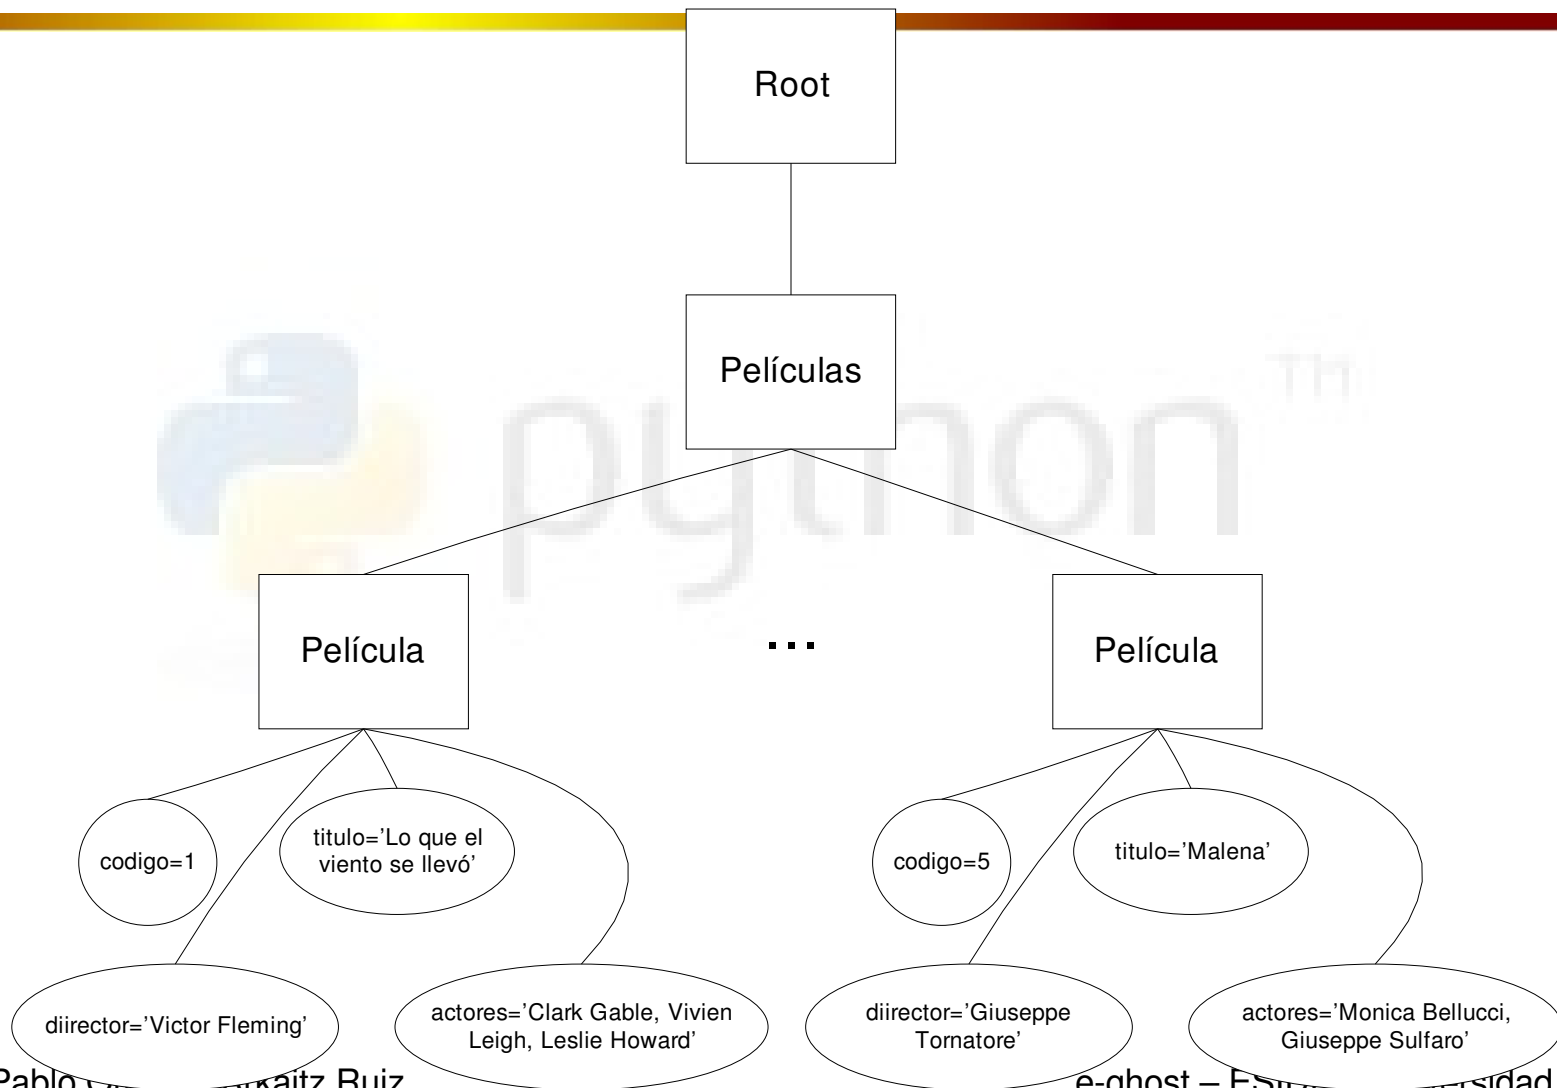 Root
Películas
python
TM
Película
...
Película
codigo=1
titulo='Lo que el
viento se llevó'
codigo=5
titulo='Malena'
diirector='Victor Fleming'
actores='Clark Gable, Vivien
Leigh, Leslie Howard'
diirector='Giuseppe
Tornatore'
actores='Monica Bellucci,
Giuseppe Sulfaro'
Pablo Ruiz
e-ghost –